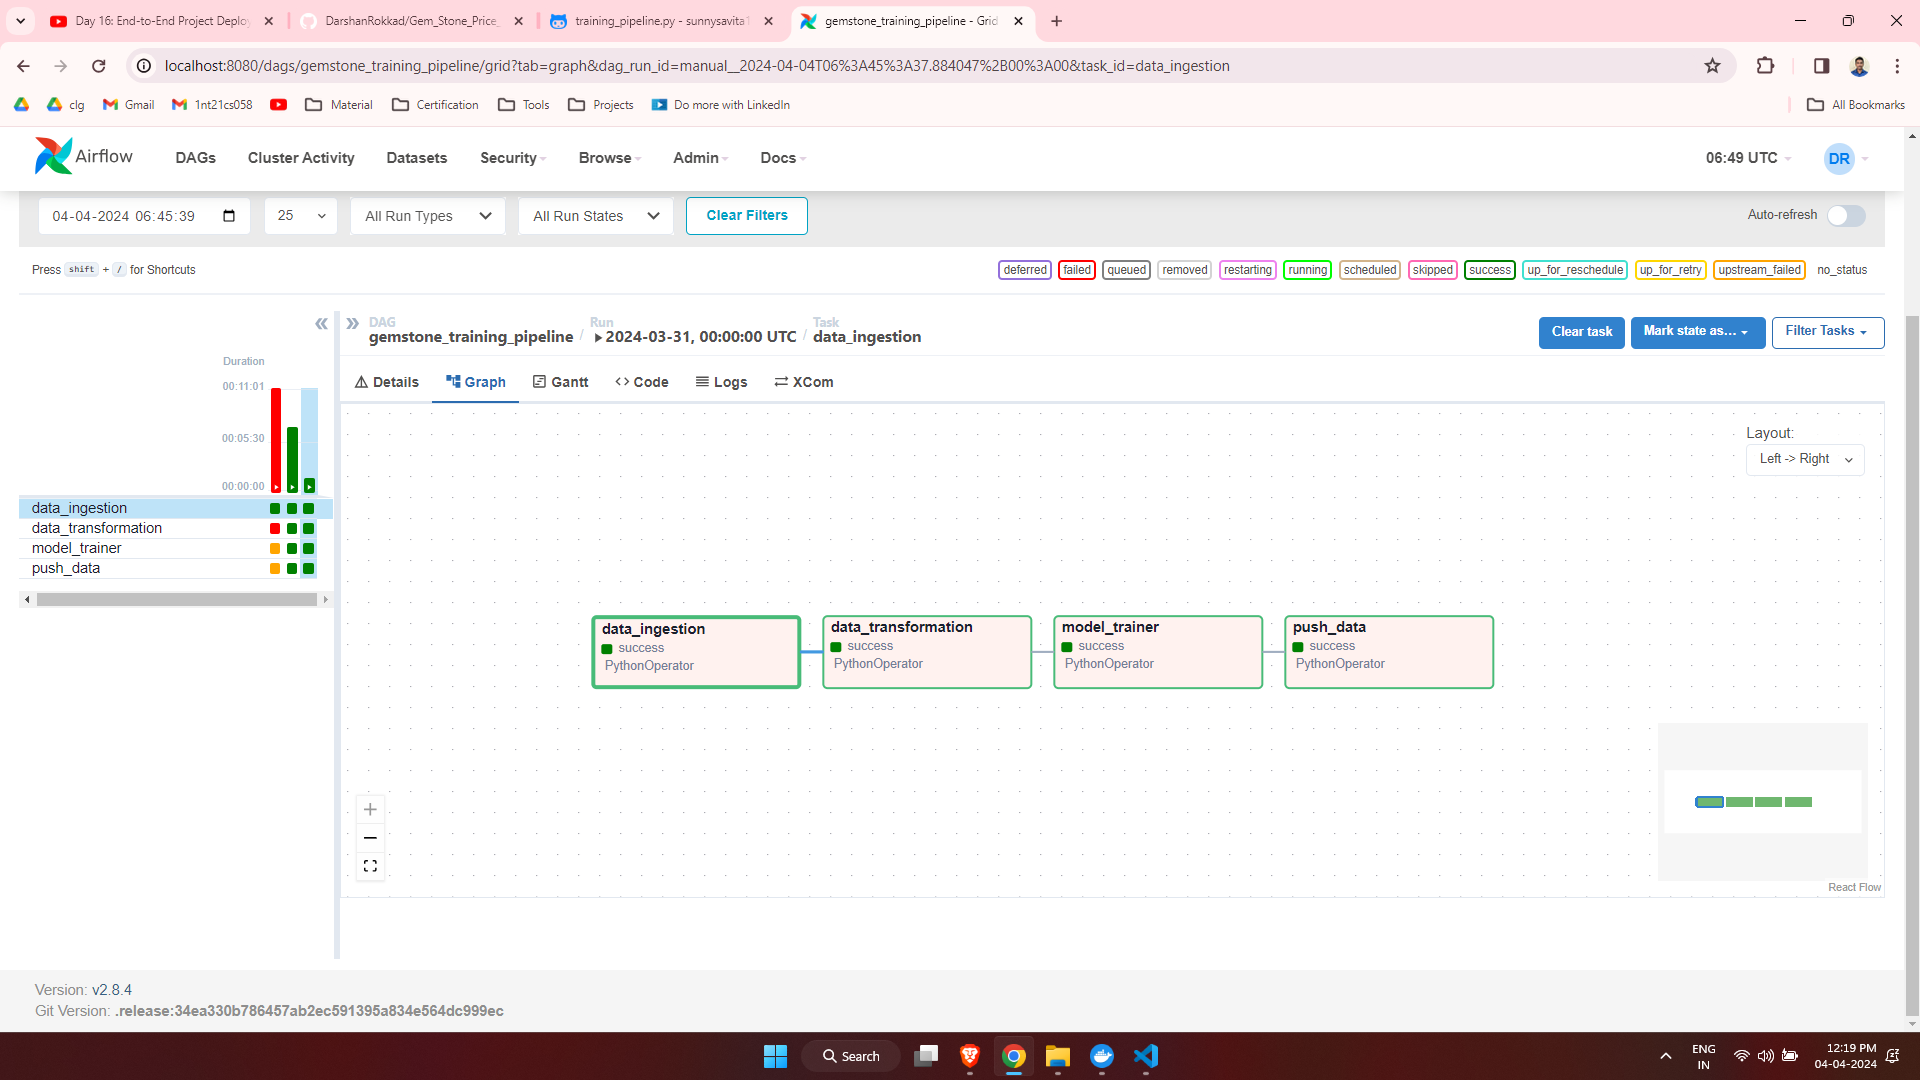 Day 16: End-to-End Project Deploy
DarshanRokkad/Gem_Stone_Price_
training_pipeline.py - sunnysavita1
gemstone_training_pipeline - Grid
localhost:8080/dags/gemstone_training_pipeline/grid?tab=graph&dag_run_id=manual__2024-04-04T06%3A45%3A37.884047%2B00%3A00&task_id=data_ingestion
clg
Gmail
1nt21cs058
Material
Certification
Tools
Projects
Do more with LinkedIn
All Bookmarks
Airflow
DAGs
Cluster Activity
Datasets
Security
Browse
Admin
Docs
06:49 UTC
DR
04-04-2024 06:45:39
25
All Run Types
All Run States
Clear Filters
Auto-refresh
Press shift + / for Shortcuts
deferred
failed
queued
removed
restarting
running
scheduled
skipped
success
up_for_reschedule
up_for_retry
upstream_failed
no_status
DAG
gemstone_training_pipeline /
Run
2024-03-31, 00:00:00 UTC /
Task
data_ingestion
Clear task
Mark state as...
Filter Tasks
Duration
00:11:01
00:05:30
00:00:00
data_ingestion
data_transformation
model_trainer
push_data
Details
Graph
Gantt
Code
Logs
XCom
Layout:
Left -> Right
data_ingestion
success
PythonOperator
data_transformation
success
PythonOperator
model_trainer
success
PythonOperator
push_data
success
PythonOperator
React Flow
Version: v2.8.4
Git Version: .release:34ea330b786457ab2ec591395a834e564dc999ec
Search
ENG
IN
12:19 PM
04-04-2024